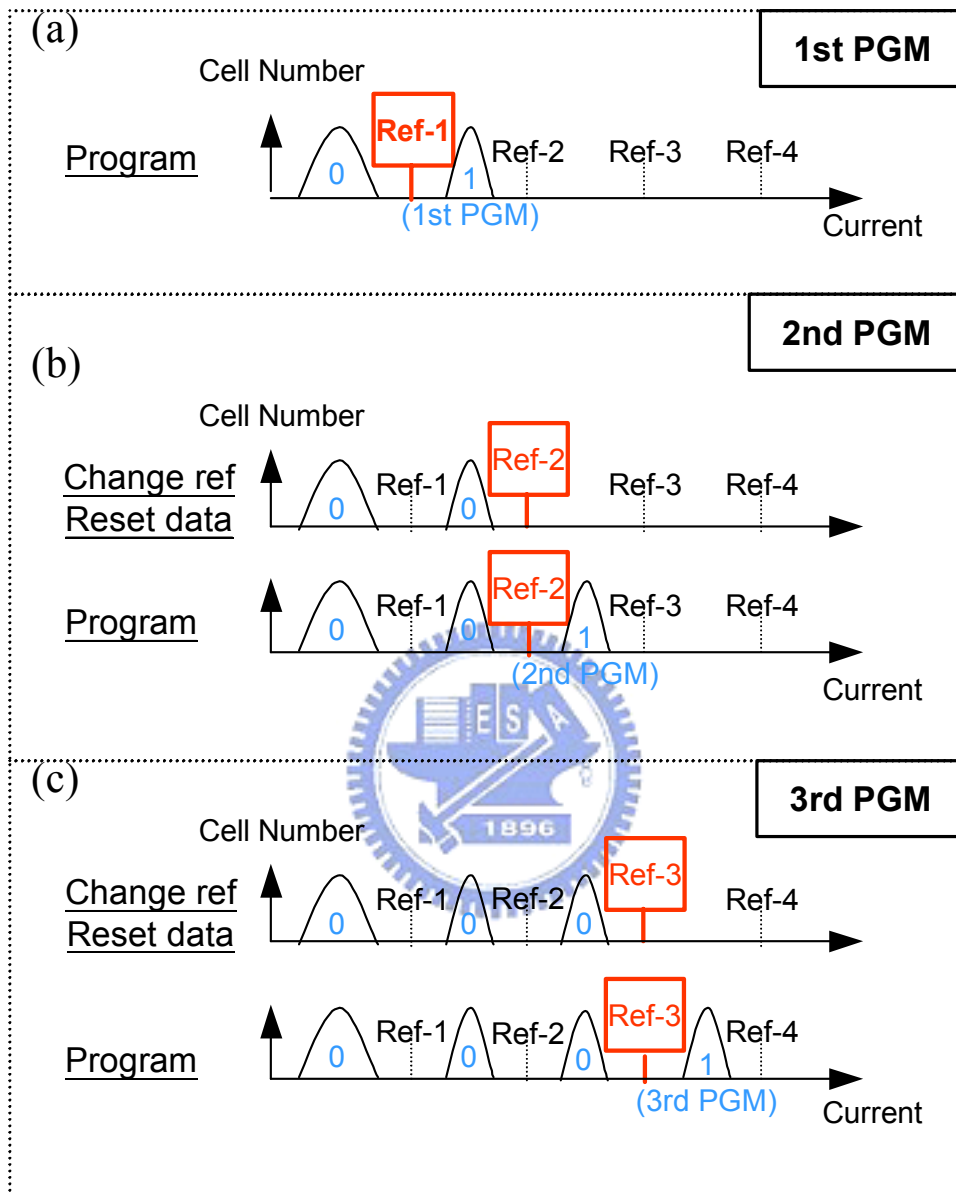 (a)
1st PGM
Cell Number
Program
Ref-1
Ref-2
Ref-3
Ref-4
0
1
(1st PGM)
Current
2nd PGM
(b)
Cell Number
Change ref
Reset data
Ref-1
Ref-2
Ref-3
Ref-4
0
0
Program
Ref-1
Ref-2
Ref-3
Ref-4
0
0
1
(2nd PGM)
Current
E S A
(c)
3rd PGM
Cell Number
1896
Change ref
Reset data
Ref-1
Ref-2
Ref-3
Ref-4
0
0
0
Program
Ref-1
Ref-2
Ref-3
Ref-4
0
0
0
1
(3rd PGM)
Current